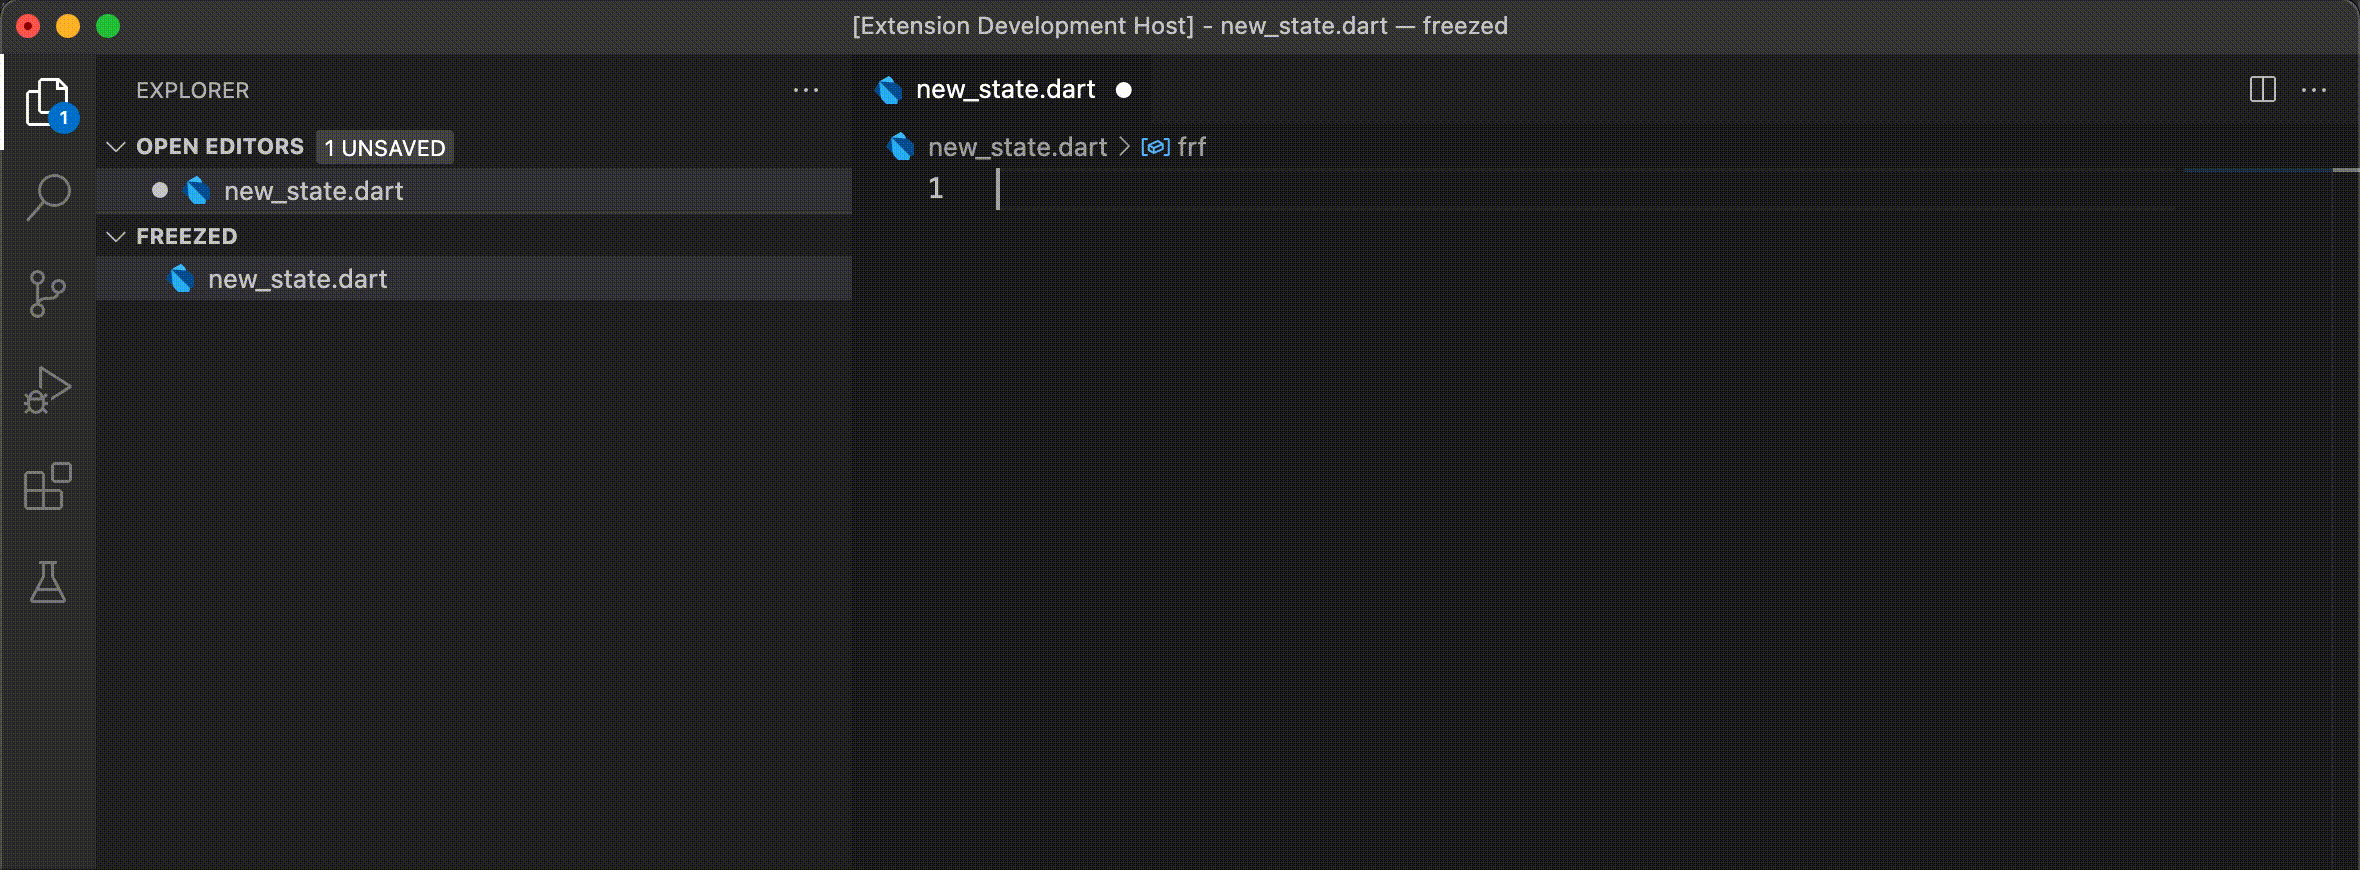 [Extension Development Host] - new_state.dart — freezed
EXPLORER
OPEN EDITORS 1 UNSAVED
new_state.dart
FREEZED
new_state.dart
1
new_state.dart
new_state.dart > frf
1